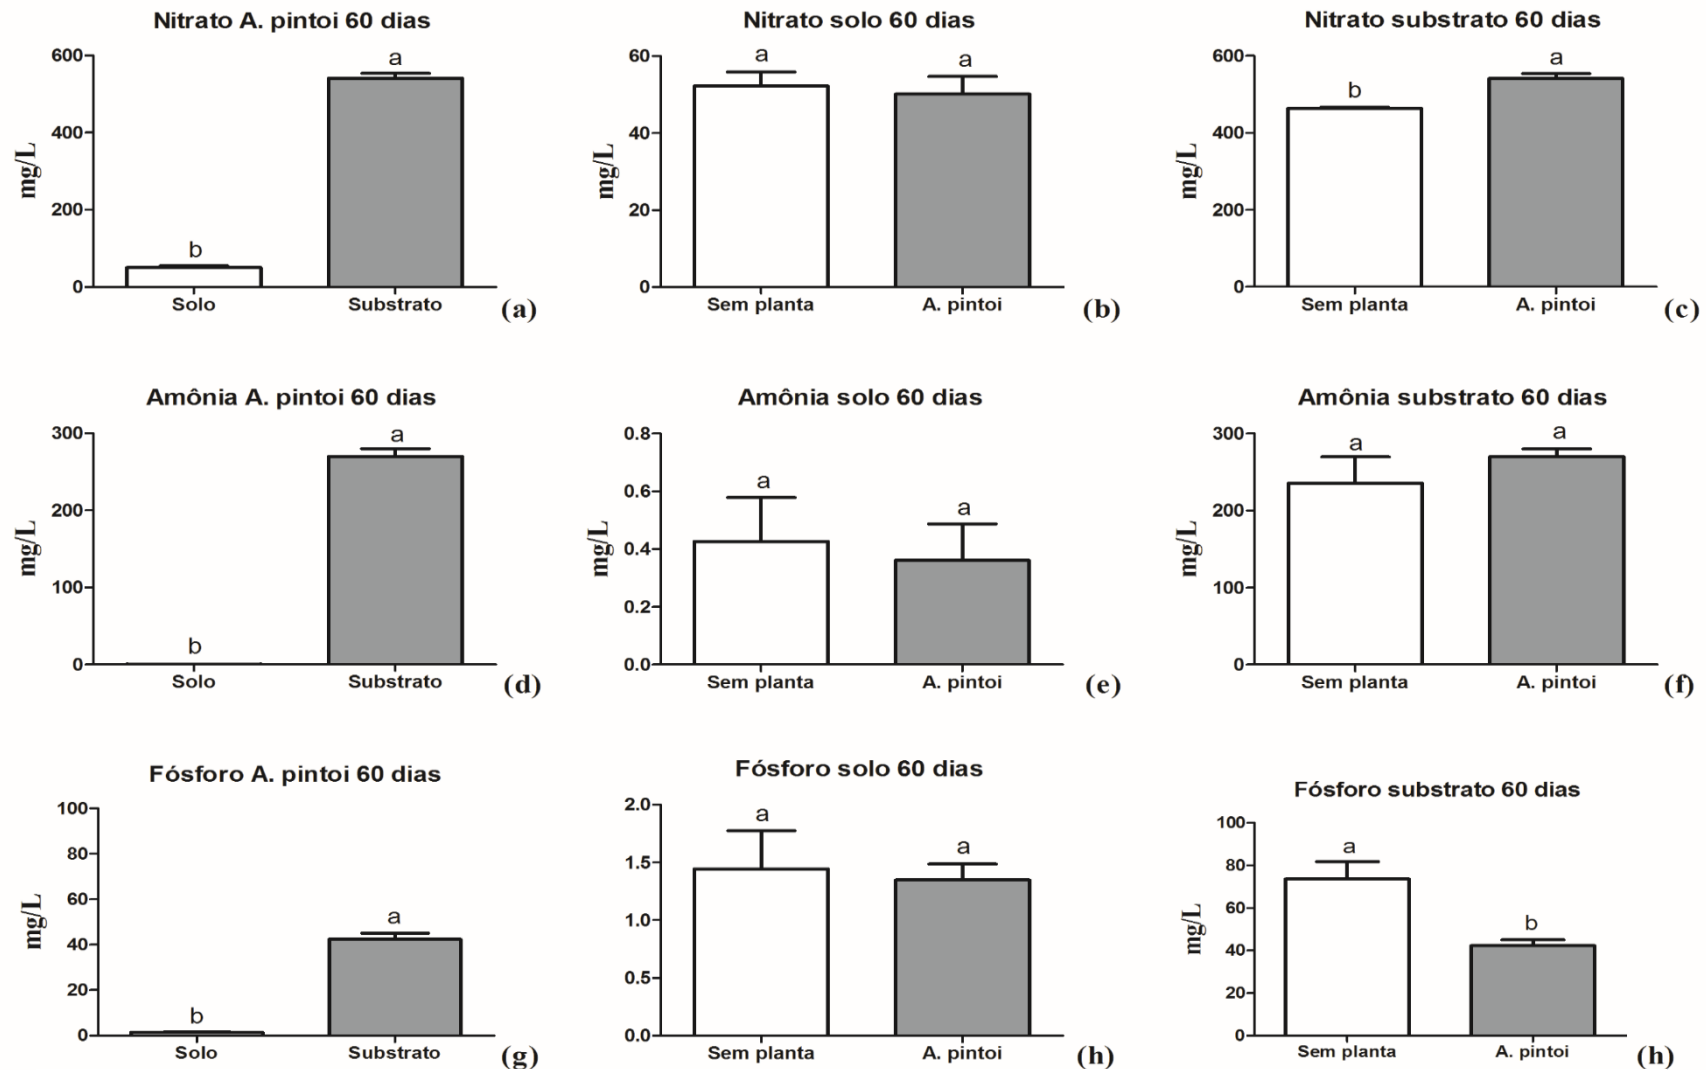 Nitrato A. pintoi 60 dias
mg/L
600
400
200
0
b
a
Solo
Substrato
(a)
Nitrato solo 60 dias
mg/L
60
40
20
0
a
a
Sem planta
A. pintoi
(b)
Nitrato substrato 60 dias
mg/L
600
400
200
0
b
a
Sem planta
A. pintoi
(c)
Amônia A. pintoi 60 dias
mg/L
300
200
100
0
b
a
Solo
Substrato
(d)
Amônia solo 60 dias
mg/L
0.8
0.6
0.4
0.2
0.0
a
a
Sem planta
A. pintoi
(e)
Amônia substrato 60 dias
mg/L
300
200
100
0
a
a
Sem planta
A. pintoi
(f)
Fósforo A. pintoi 60 dias
mg/L
100
80
60
40
20
0
b
a
Solo
Substrato
(g)
Fósforo solo 60 dias
mg/L
2.0
1.5
1.0
0.5
0.0
a
a
Sem planta
A. pintoi
(h)
Fósforo substrato 60 dias
mg/L
100
80
60
40
20
0
a
b
Sem planta
A. pintoi
(h)